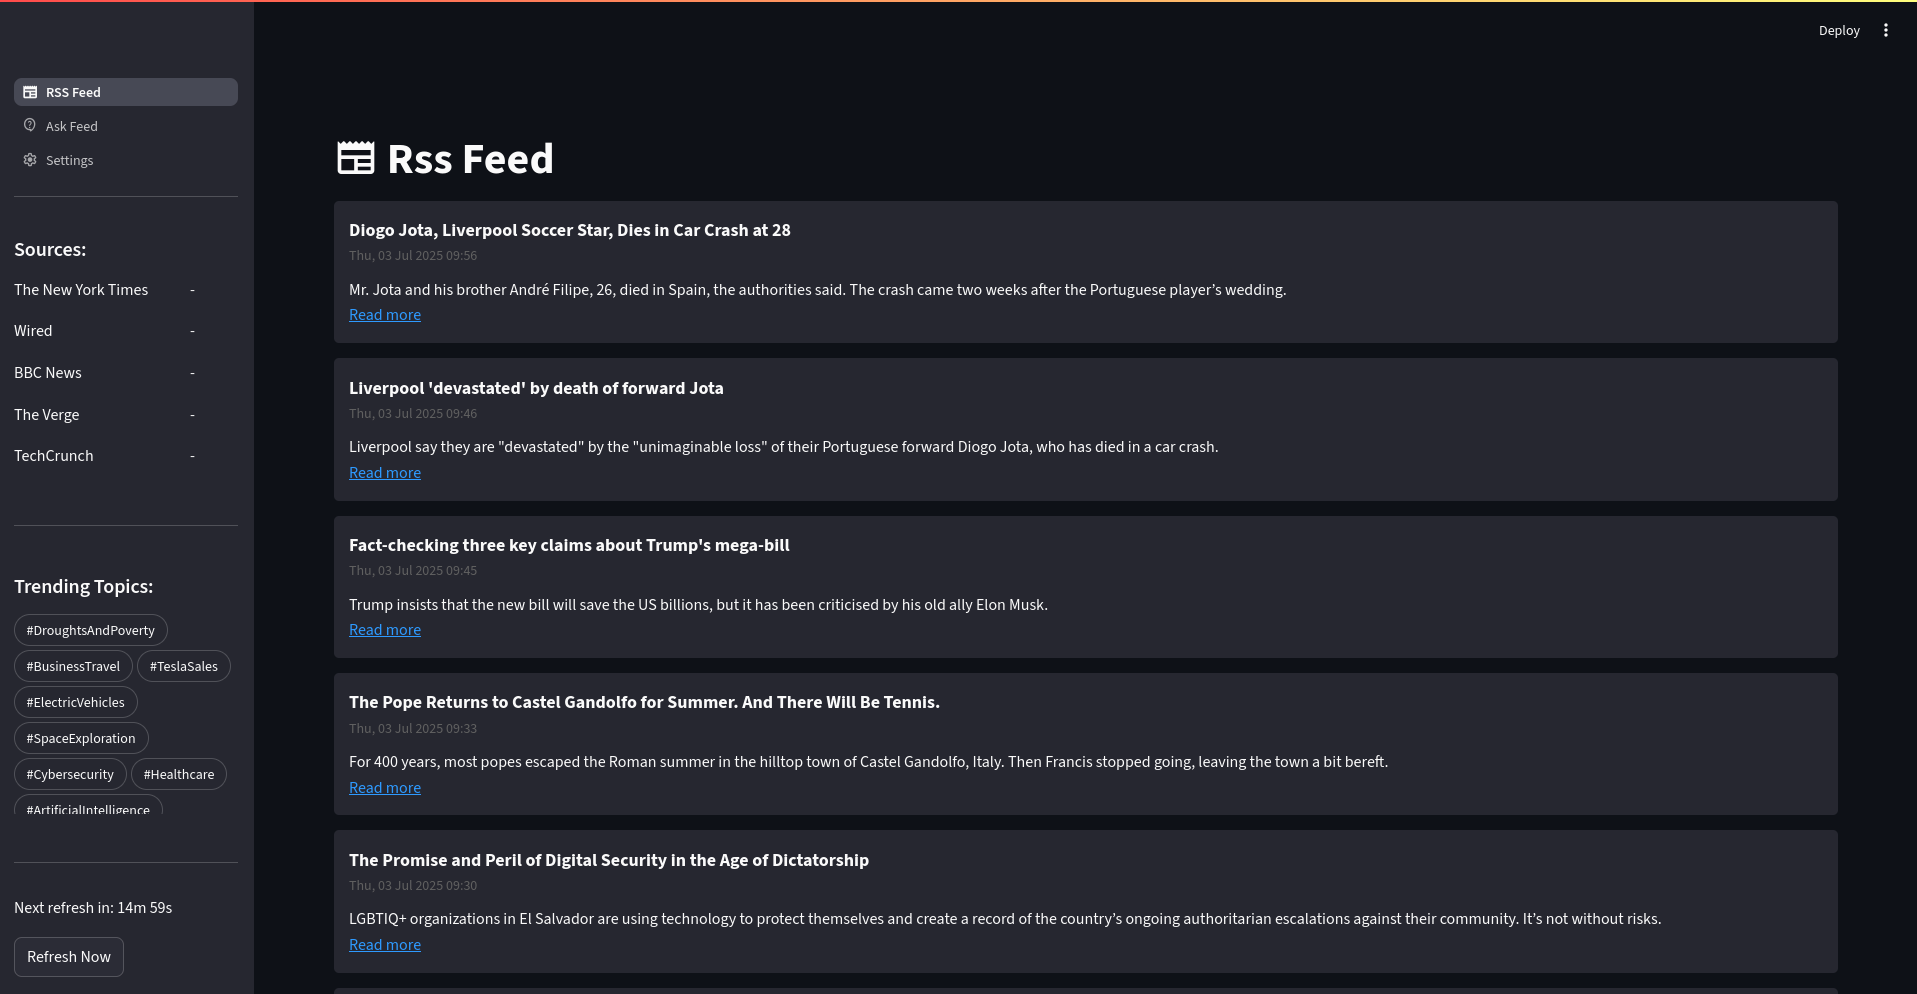 Deploy
RSS Feed
Ask Feed
Settings
Sources:
The New York Times -
Wired -
BBC News -
The Verge -
TechCrunch -
Trending Topics:
#DroughtsAndPoverty
#BusinessTravel #TeslaSales
#ElectricVehicles
#SpaceExploration
#Cybersecurity #Healthcare
#ArtificialIntelligence
Next refresh in: 14m 59s
Refresh Now
Rss Feed
Diogo Jota, Liverpool Soccer Star, Dies in Car Crash at 28
Thu, 03 Jul 2025 09:56
Mr. Jota and his brother André Filipe, 26, died in Spain, the authorities said. The crash came two weeks after the Portuguese player’s wedding.
Read more
Liverpool 'devastated' by death of forward Jota
Thu, 03 Jul 2025 09:46
Liverpool say they are "devastated" by the "unimaginable loss" of their Portuguese forward Diogo Jota, who has died in a car crash.
Read more
Fact-checking three key claims about Trump's mega-bill
Thu, 03 Jul 2025 09:45
Trump insists that the new bill will save the US billions, but it has been criticised by his old ally Elon Musk.
Read more
The Pope Returns to Castel Gandolfo for Summer. And There Will Be Tennis.
Thu, 03 Jul 2025 09:33
For 400 years, most popes escaped the Roman summer in the hilltop town of Castel Gandolfo, Italy. Then Francis stopped going, leaving the town a bit bereft.
Read more
The Promise and Peril of Digital Security in the Age of Dictatorship
Thu, 03 Jul 2025 09:30
LGBTIQ+ organizations in El Salvador are using technology to protect themselves and create a record of the country’s ongoing authoritarian escalations against their community. It’s not without risks.
Read more